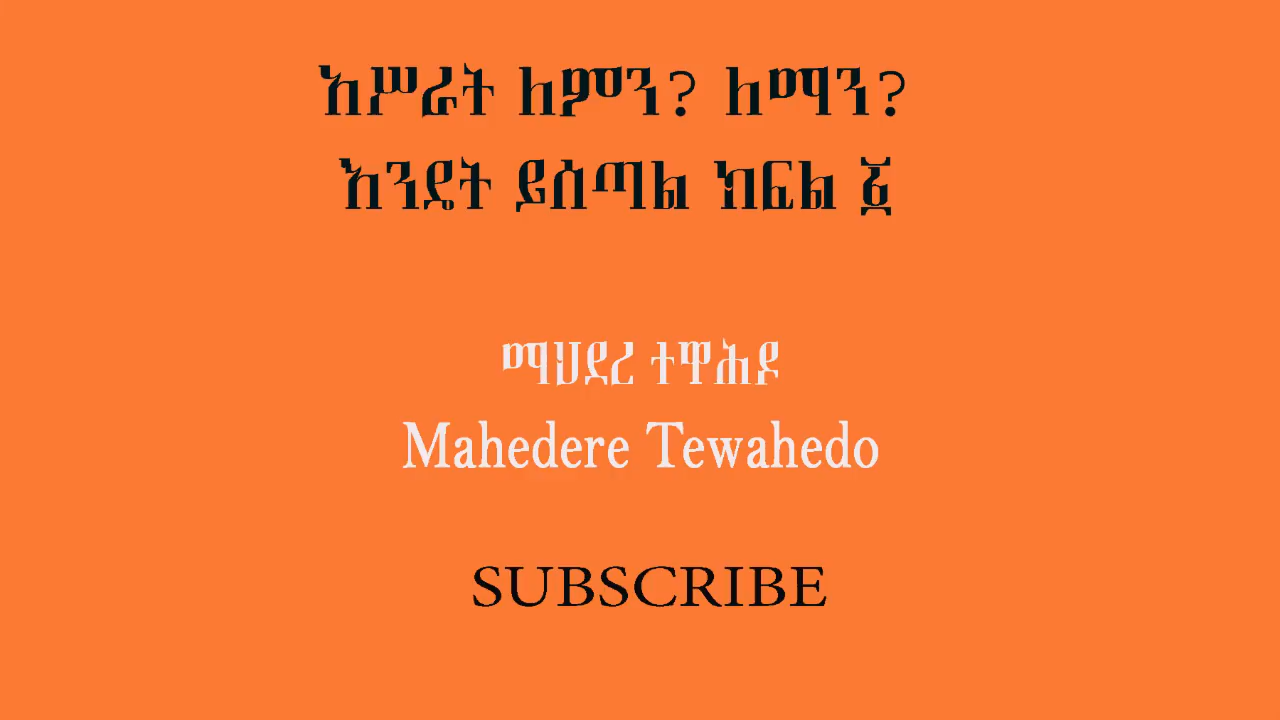 አሥራት ለምን? ለማን?
እንዴት ይሰጣል ክፍል ፩
ማህደረ ተዋሕዶ
Mahedere Tewahedo
SUBSCRIBE